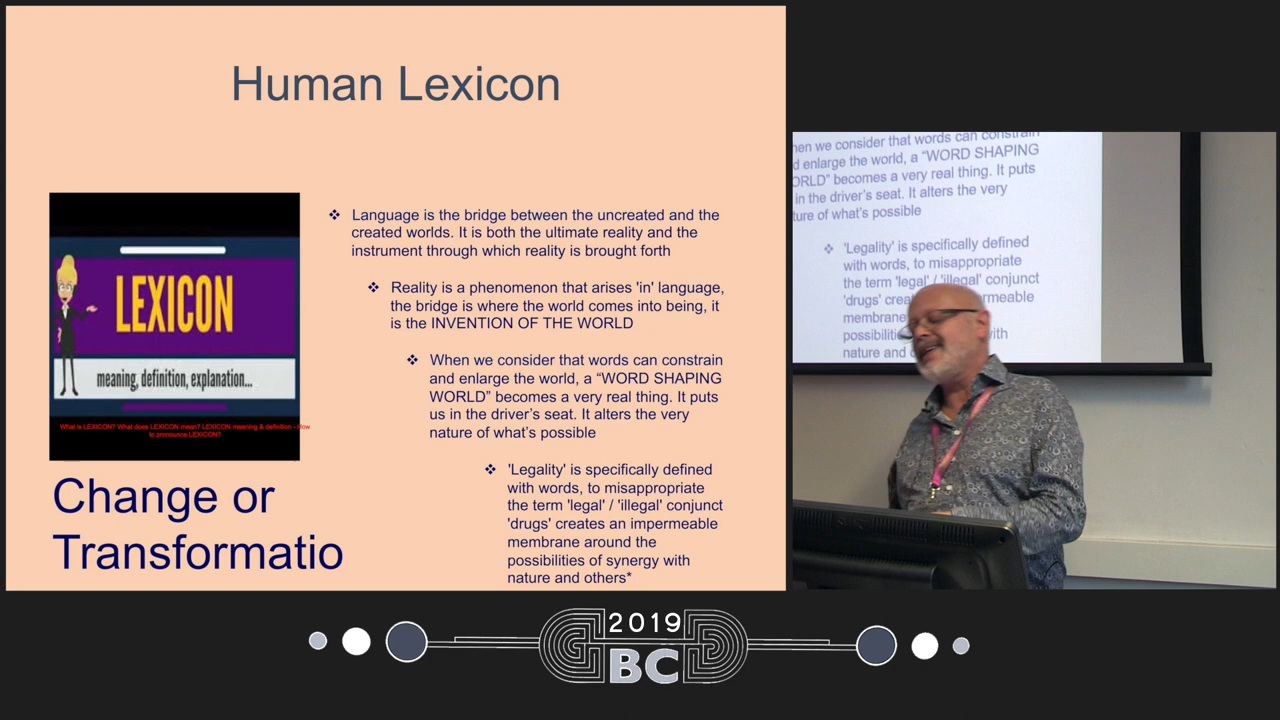 Human Lexicon
LEXICON
meaning, definition, explanation...
What is LEXICON? What does LEXICON mean? LEXICON meaning & definition - How
to pronounce LEXICON?
Change or
Transformatio
❖ Language is the bridge between the uncreated and the
created worlds. It is both the ultimate reality and the
instrument through which reality is brought forth
❖ Reality is a phenomenon that arises 'in' language,
the bridge is where the world comes into being, it
is the INVENTION OF THE WORLD
❖ When we consider that words can constrain
and enlarge the world, a “WORD SHAPING
WORLD” becomes a very real thing. It puts
us in the driver’s seat. It alters the very
nature of what’s possible
❖ 'Legality' is specifically defined
with words, to misappropriate
the term 'legal' / 'illegal' conjunct
'drugs' creates an impermeable
membrane around the
possibilities of synergy with
nature and others*
hen we consider that words can constrain
d enlarge the world, a “WORD SHAPING
ORLD” becomes a very real thing. It puts
in the driver’s seat. It alters the very
ture of what’s possible
❖ 'Legality' is specifically defined
with words, to misappropriate
the term 'legal' / 'illegal' conjunct
'drugs' crea ermeable
membrane
possibiliti with
nature and
2019
BC